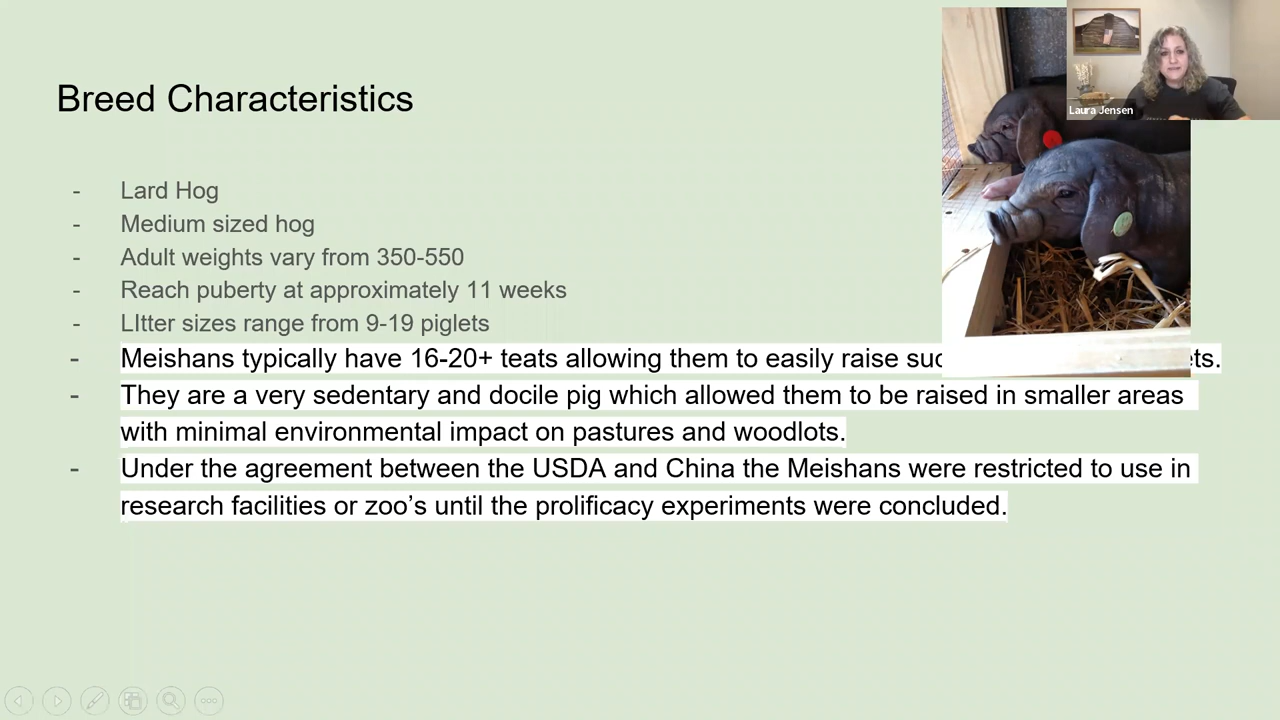 Breed Characteristics
Laura Jensen
- Lard Hog
- Medium sized hog
- Adult weights vary from 350-550
- Reach puberty at approximately 11 weeks
- LItter sizes range from 9-19 piglets
- Meishans typically have 16-20+ teats allowing them to easily raise
- They are a very sedentary and docile pig which allowed them to be raised in smaller areas
with minimal environmental impact on pastures and woodlots.
- Under the agreement between the USDA and China the Meishans were restricted to use in
research facilities or zoo’s until the prolificacy experiments were concluded.